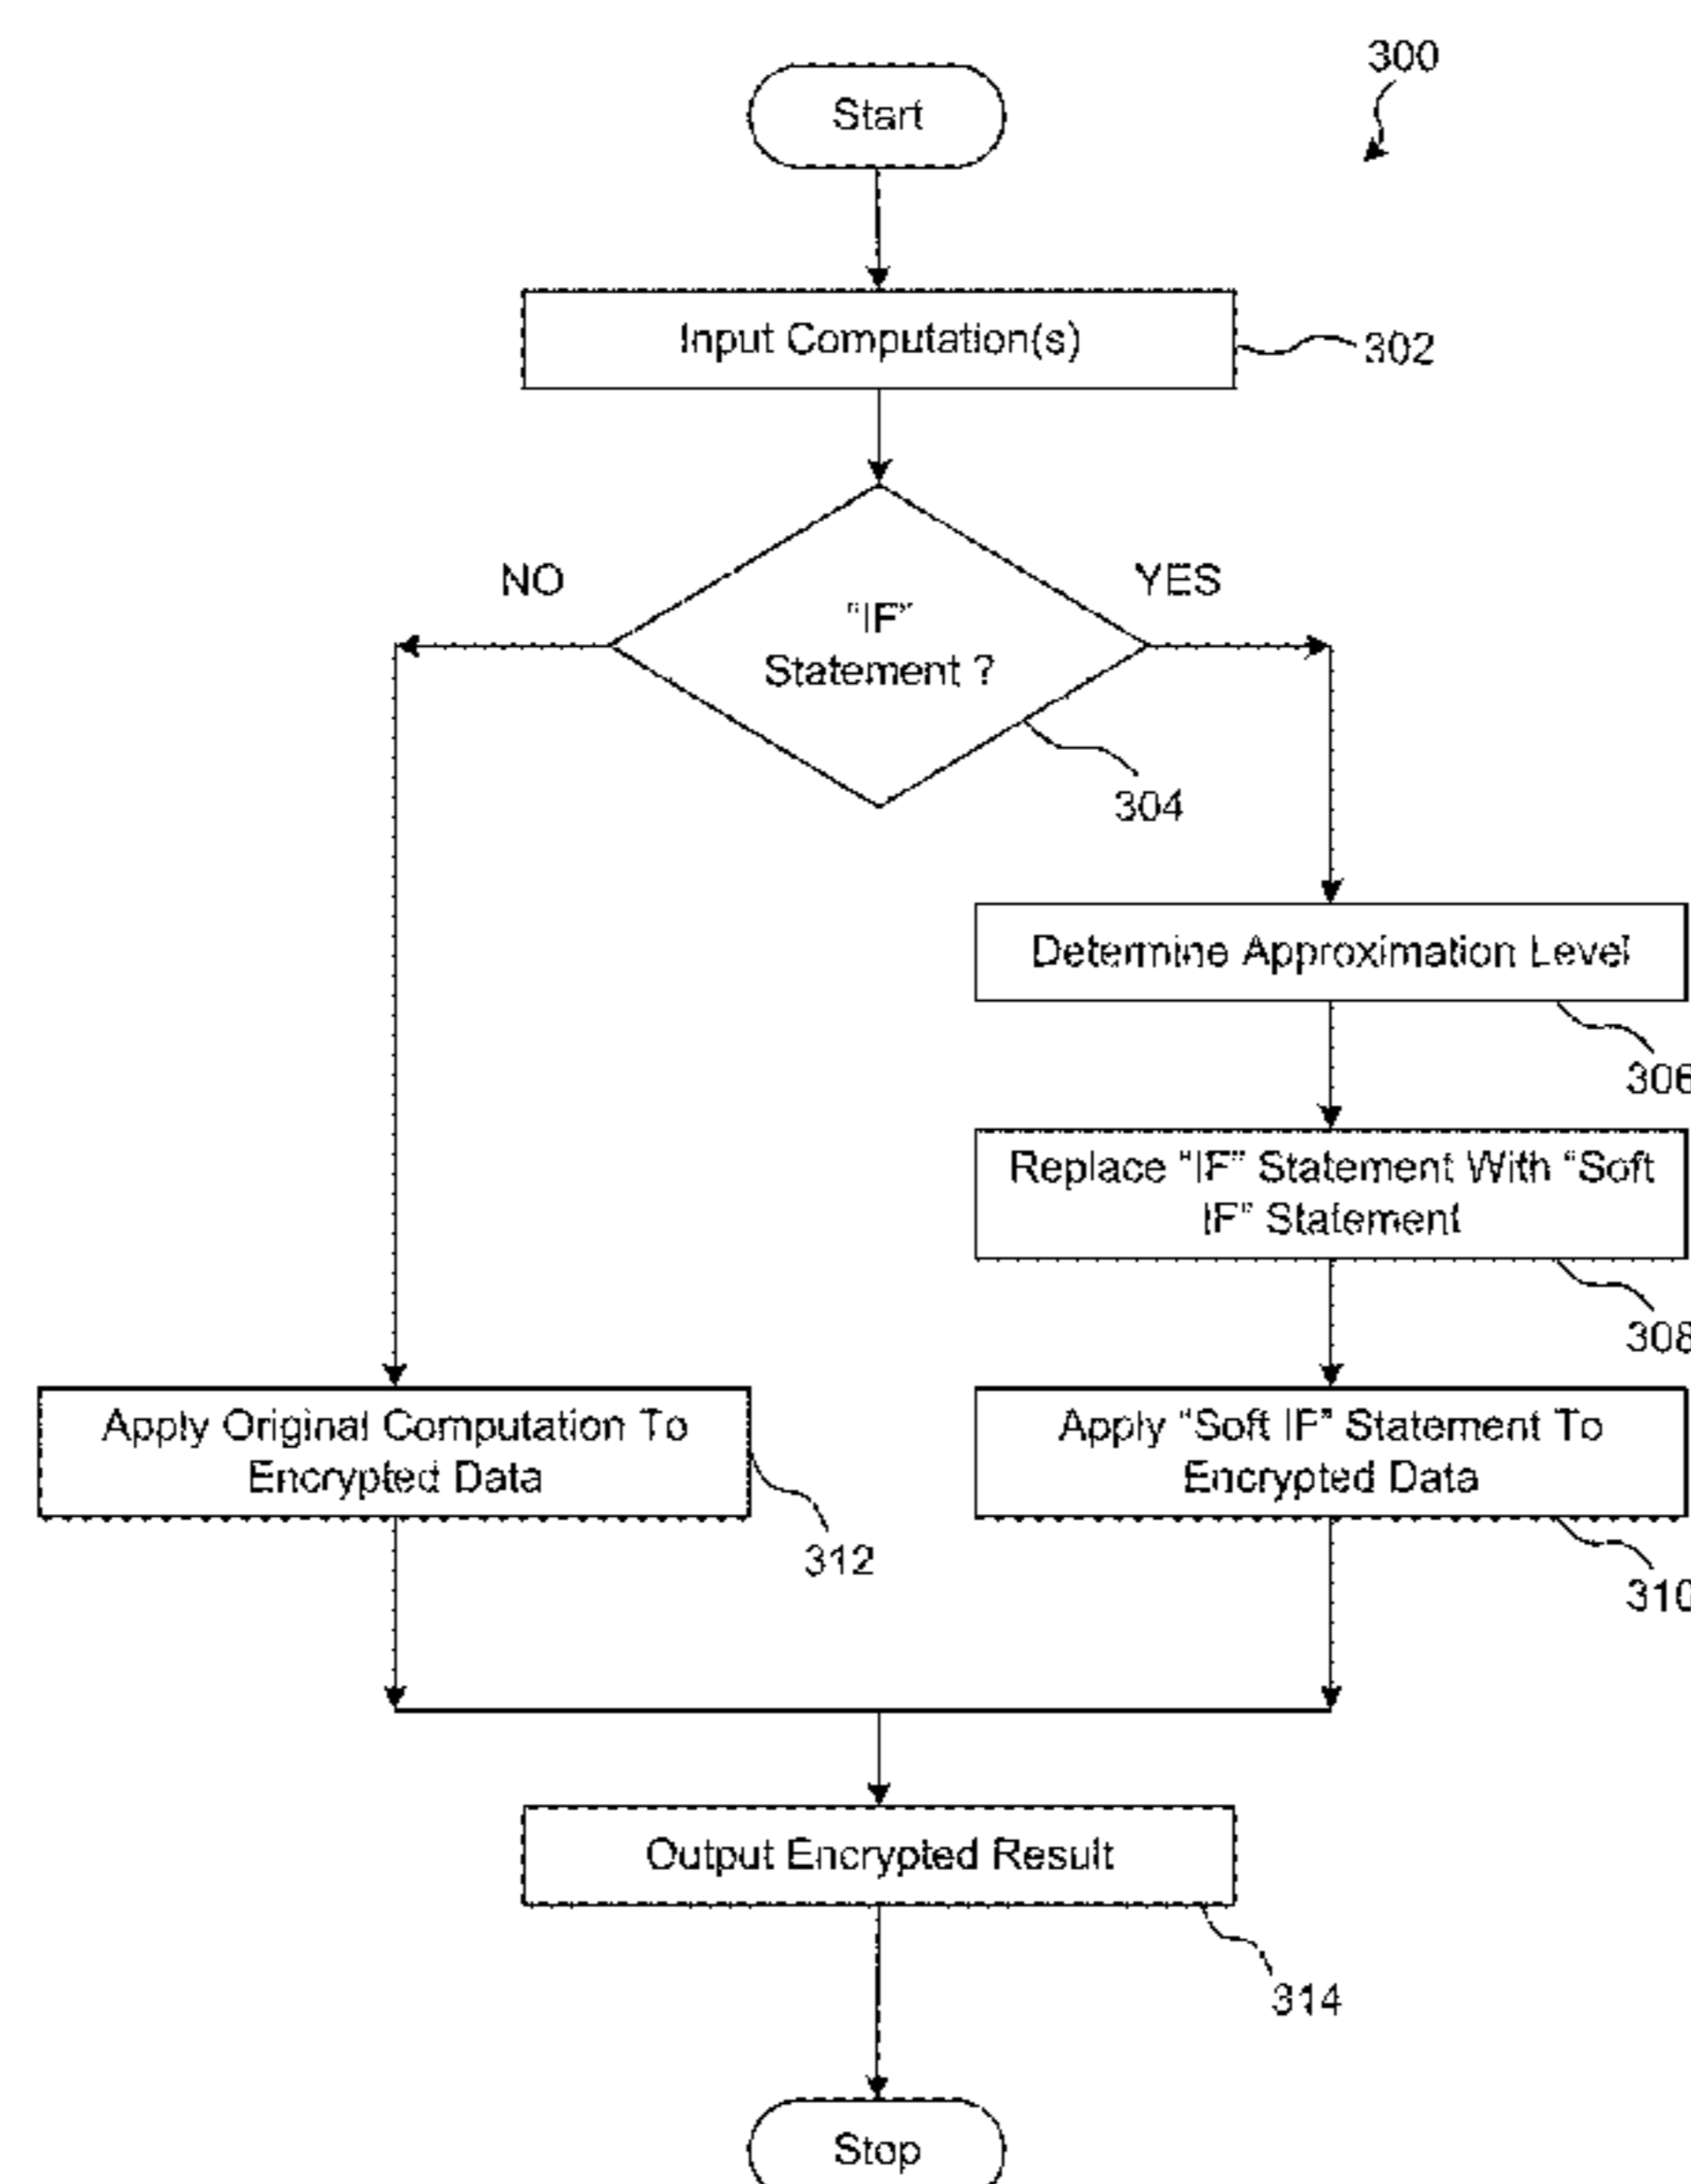 300
Start
Input Computation(s)
302
NO
YES
“IF”
Statement ?
304
Determine Approximation Level
306
Replace “IF” Statement With “Soft
IF” Statement
308
Apply Original Computation To
Encrypted Data
312
Apply “Soft IF” Statement To
Encrypted Data
310
Output Encrypted Result
314
Stop